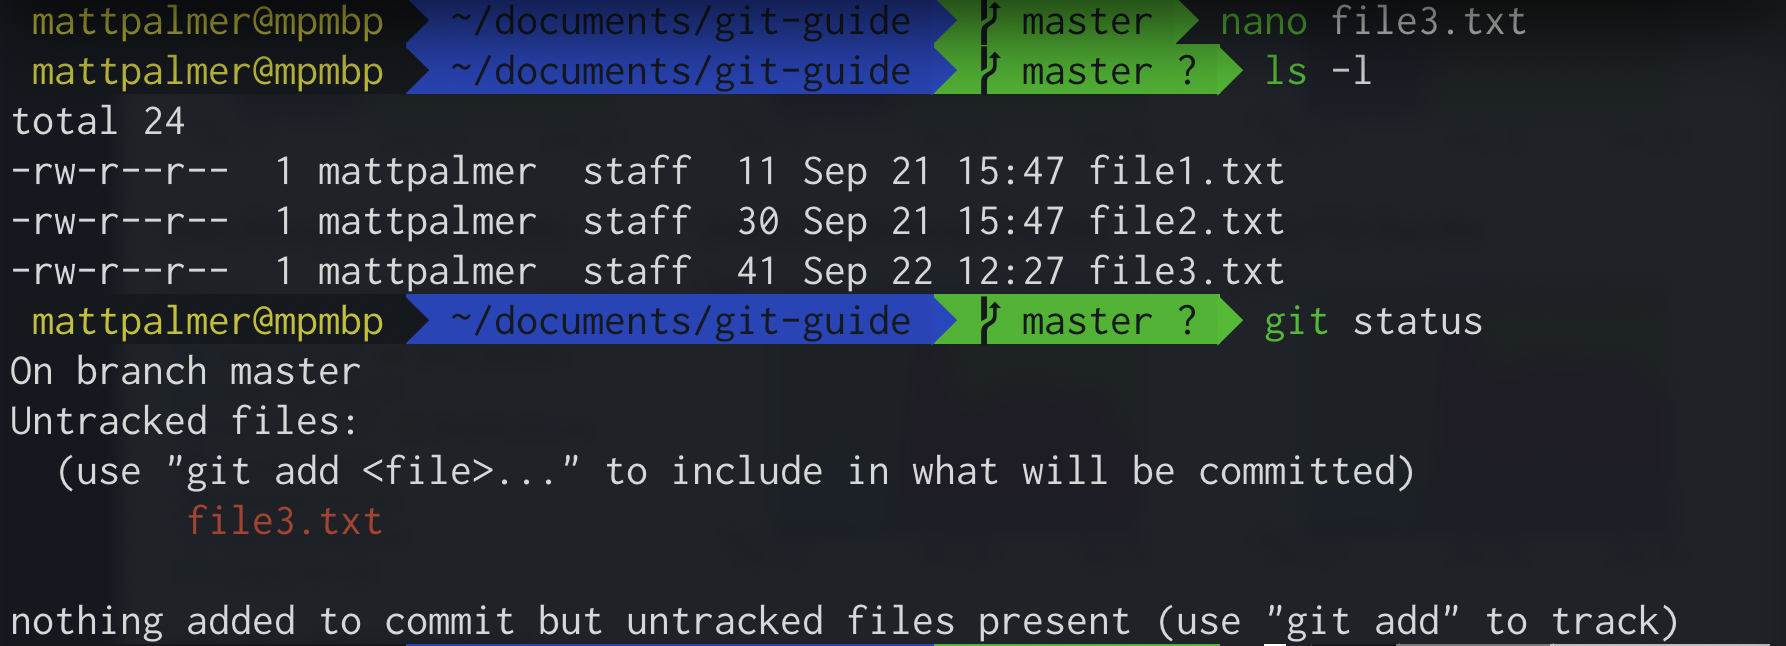 mattpalmer@mpmbp ~/documents/git-guide master nano file3.txt
mattpalmer@mpmbp ~/documents/git-guide master ? ls -l
total 24
-rw-r--r--  1 mattpalmer  staff  11 Sep 21 15:47 file1.txt
-rw-r--r--  1 mattpalmer  staff  30 Sep 21 15:47 file2.txt
-rw-r--r--  1 mattpalmer  staff  41 Sep 22 12:27 file3.txt
mattpalmer@mpmbp ~/documents/git-guide master ? git status
On branch master
Untracked files:
  (use "git add <file>..." to include in what will be committed)
        file3.txt
nothing added to commit but untracked files present (use "git add" to track)